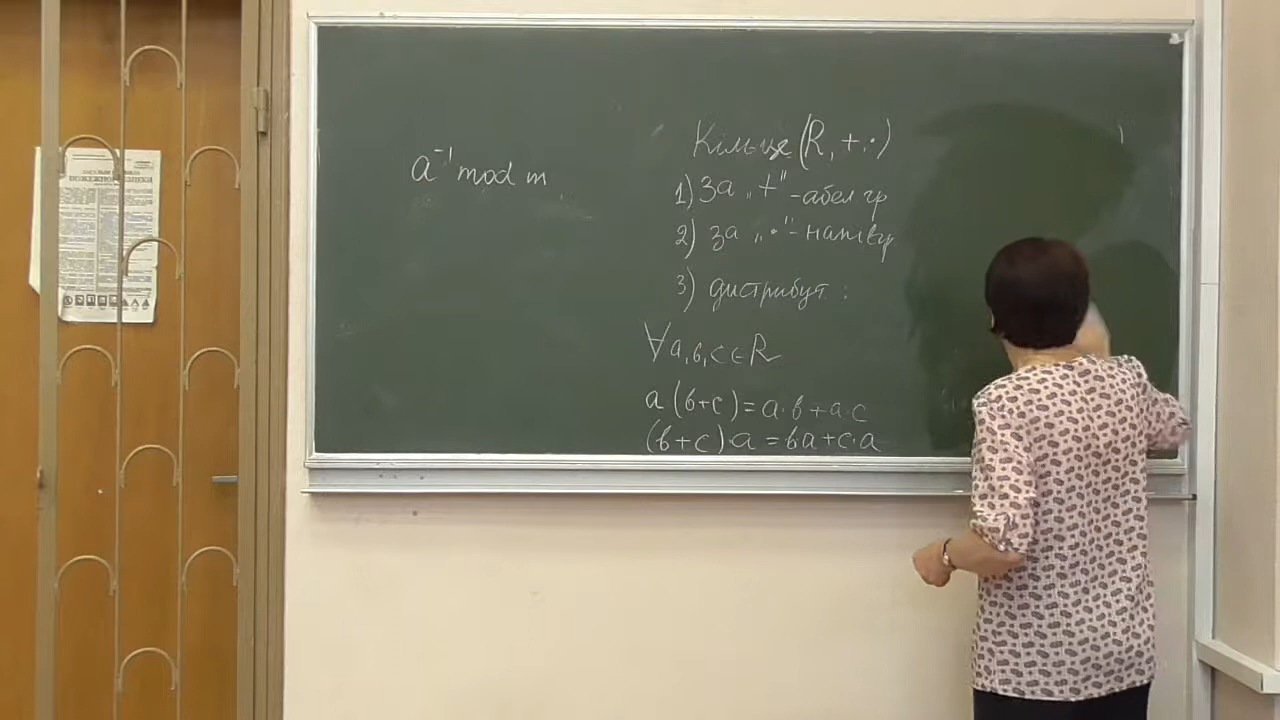 a⁻¹ mod m
Кільце (R, +, ·)
1) За „+" - абел гр
2) за „·" - напівгр
3) дистрибут :
∀a, b, c ∈ R
a (b+c) = a·b + a·c
(b+c)·a = ba + c·a